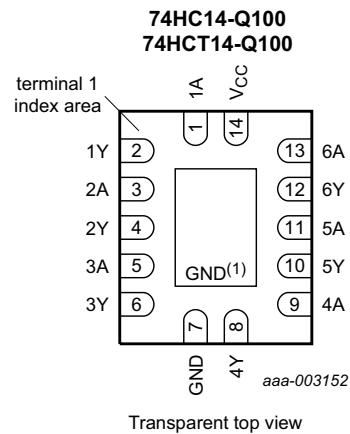 74HC14-Q100
74HCT14-Q100
terminal 1
index area
1A
VCC
1
14
1Y 2 13 6A
2A 3 12 6Y
2Y 4 11 5A
3A 5 10 5Y
GND(1)
3Y 6 9 4A
7
8
GND
4Y
aaa-003152
Transparent top view